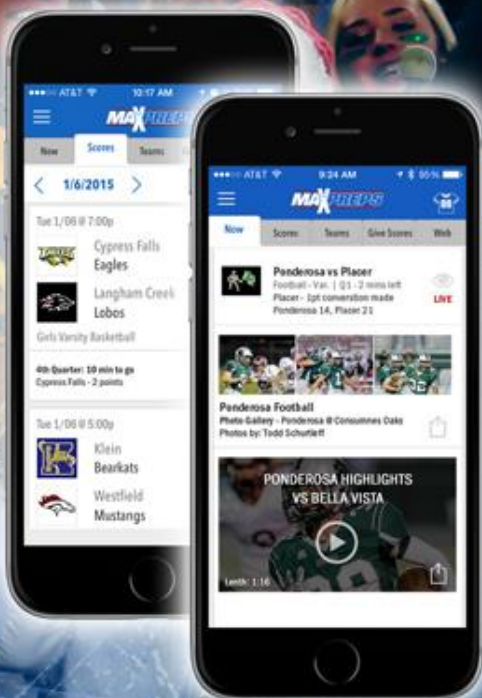 AT&T 10:17 AM
MAXPREPS
Now Scores Teams
< 1/6/2015 >
Tue 1/06 @ 7:00p
Cypress Falls
Eagles
Langham Creek
Lobos
Girls Varsity Basketball
4th Quarter: 10 min to go
Cypress Falls - 2 points
Tue 1/06 @ 5:00p
Klein
Bearkats
Westfield
Mustangs
AT&T 9:24 AM 95%
MAXPREPS
Now Scores Teams Give Scores Web
Ponderosa vs Placer
Football - Var. | Q1 - 2 mins left
Placer - 1pt conversion made
Ponderosa 14, Placer 21
LIVE
Ponderosa Football
Photo Gallery - Ponderosa @ Consumnes Oaks
Photos by: Todd Schurtleff
PONDEROSA HIGHLIGHTS
VS BELLA VISTA
Lenth: 1:16